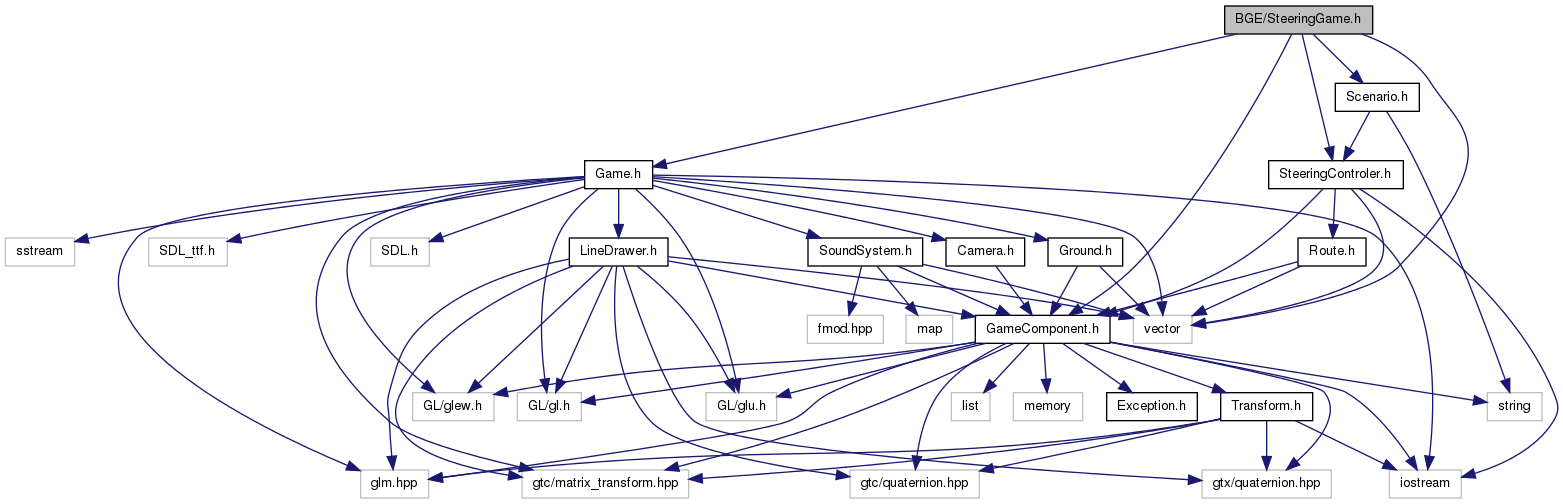 BGE/SteeringGame.h
Scenario.h
Game.h
SteeringControler.h
sstream
SDL_ttf.h
SDL.h
LineDrawer.h
SoundSystem.h
Camera.h
Ground.h
Route.h
fmod.hpp
map
GameComponent.h
vector
GL/glew.h
GL/gl.h
GL/glu.h
list
memory
Exception.h
Transform.h
string
glm.hpp
gtc/matrix_transform.hpp
gtc/quaternion.hpp
gtx/quaternion.hpp
iostream